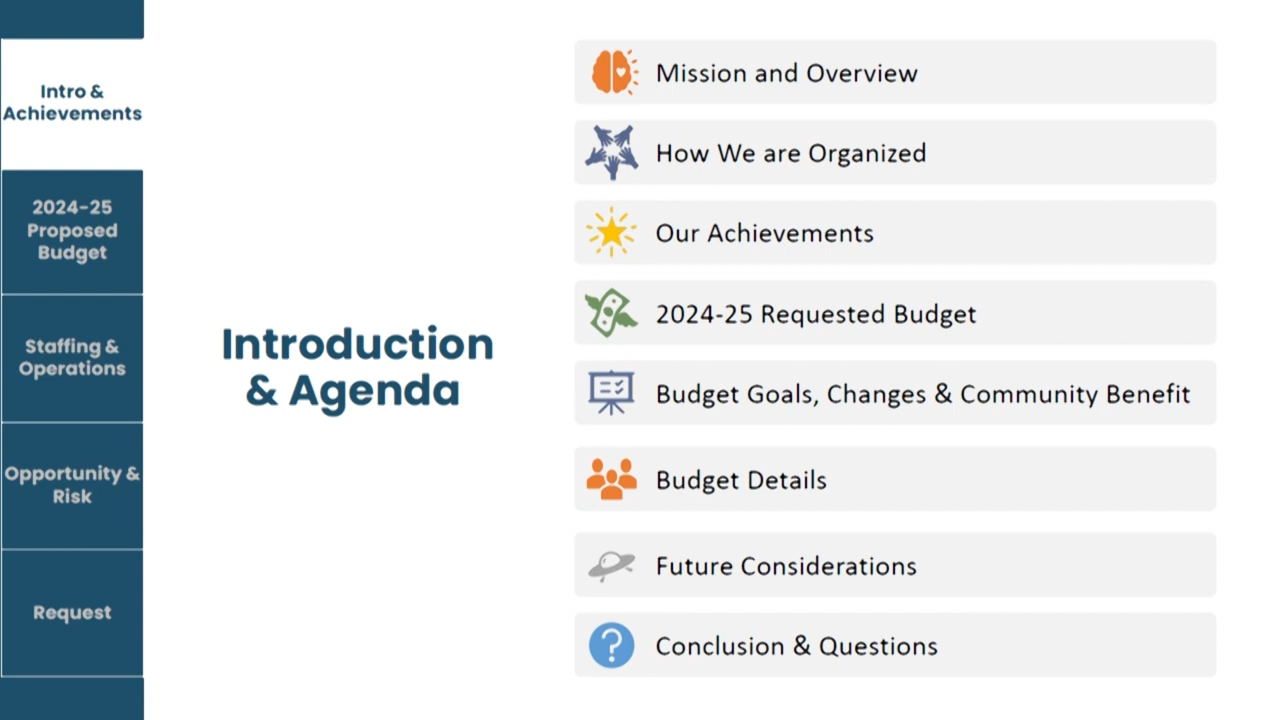 Intro &
Achievements
2024-25
Proposed
Budget
Staffing &
Operations
Opportunity &
Risk
Request
Introduction
& Agenda
Mission and Overview
How We are Organized
Our Achievements
2024-25 Requested Budget
Budget Goals, Changes & Community Benefit
Budget Details
Future Considerations
Conclusion & Questions